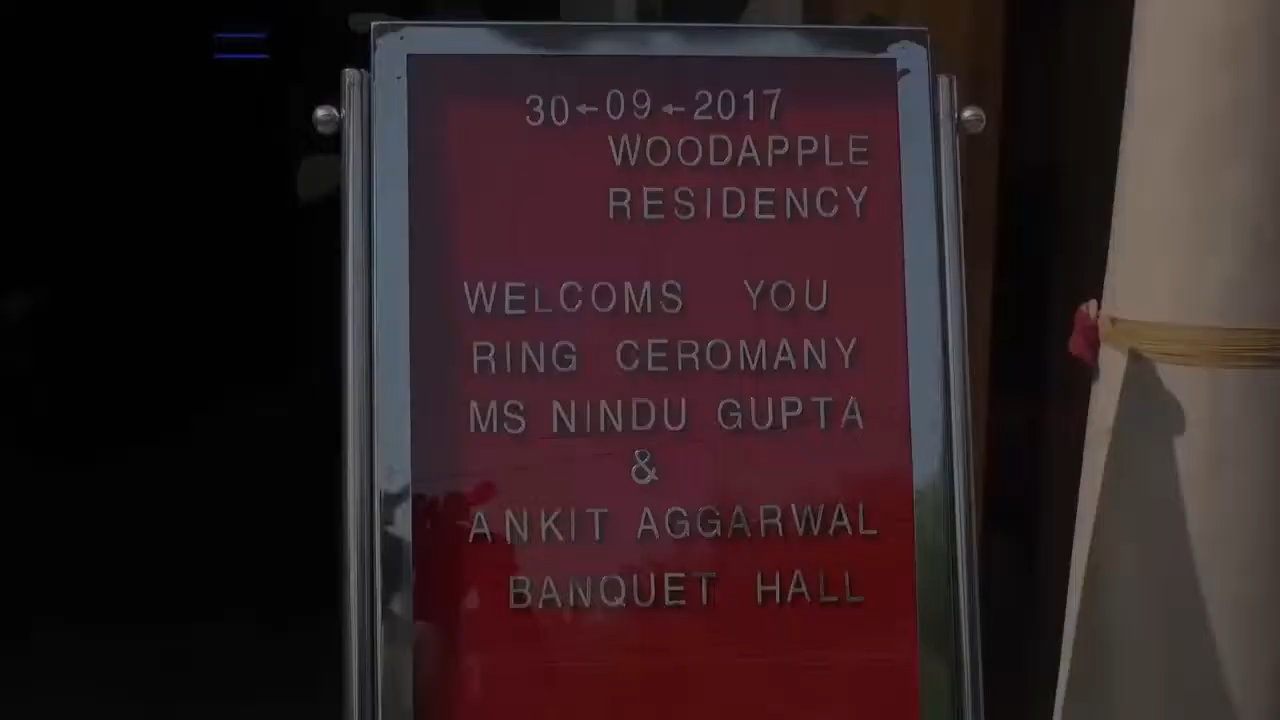 30←09←2017
WOODAPPLE
RESIDENCY
WELCOMS YOU
RING CEROMANY
MS NINDU GUPTA
&
ANKIT AGGARWAL
BANQUET HALL